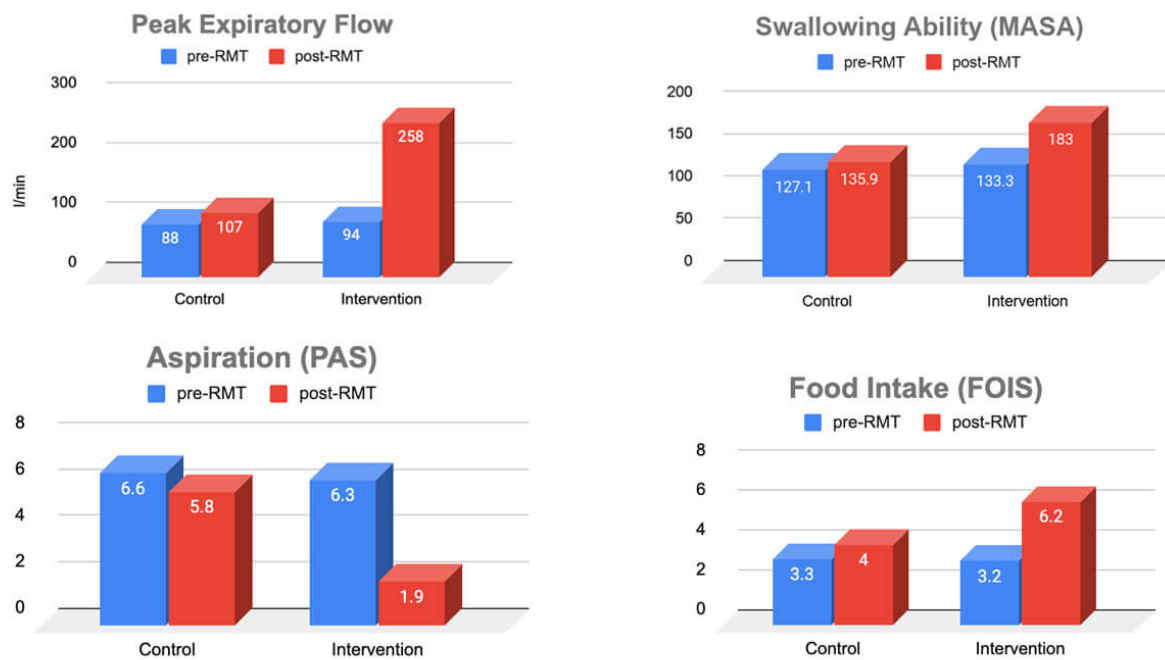 Peak Expiratory Flow
pre-RMT post-RMT
300
200
100
0
l/min
88 107 94 258
Control Intervention
Swallowing Ability (MASA)
pre-RMT post-RMT
200
150
100
50
0
127.1 135.9 133.3 183
Control Intervention
Aspiration (PAS)
pre-RMT post-RMT
8
6
4
2
0
6.6 5.8 6.3 1.9
Control Intervention
Food Intake (FOIS)
pre-RMT post-RMT
8
6
4
2
0
3.3 4 3.2 6.2
Control Intervention